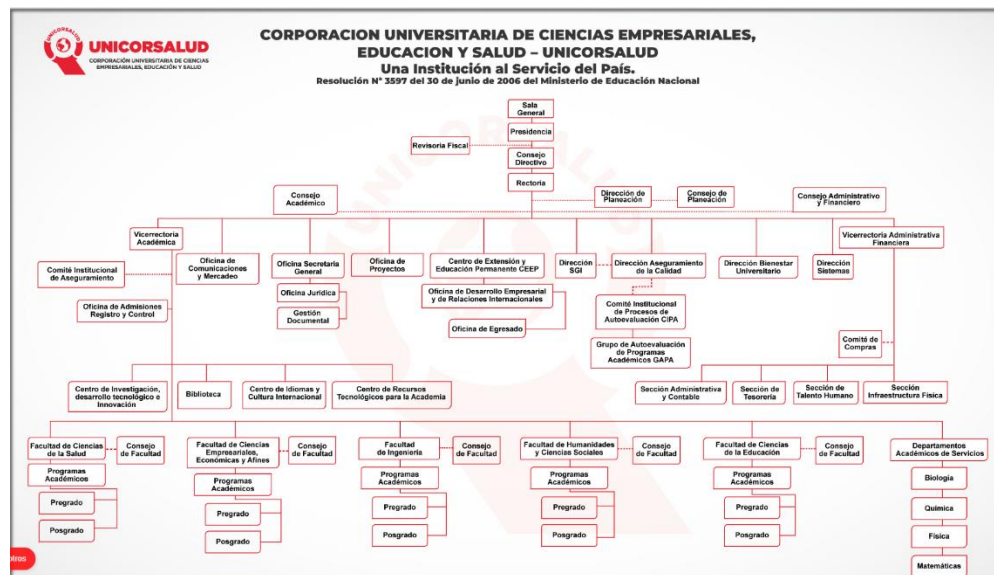 UNICORSALUD
CORPORACIÓN UNIVERSITARIA DE CIENCIAS
EMPRESARIALES, EDUCACIÓN Y SALUD
CORPORACION UNIVERSITARIA DE CIENCIAS EMPRESARIALES,
EDUCACION Y SALUD – UNICORSALUD
Una Institución al Servicio del País.
Resolución N° 3597 del 30 de junio de 2006 del Ministerio de Educación Nacional
Sala
General
Presidencia
Revisoría Fiscal
Consejo
Directivo
Rectoría
Consejo
Académico
Dirección de
Planeación
Consejo de
Planeación
Consejo Administrativo
y Financiero
Vicerrectoría
Académica
Vicerrectoría Administrativa
Financiera
Comité Institucional
de Aseguramiento
Oficina de
Comunicaciones
y Mercadeo
Oficina Secretaria
General
Oficina de
Proyectos
Centro de Extensión y
Educación Permanente CEEP
Dirección
SGI
Dirección Aseguramiento
de la Calidad
Dirección Bienestar
Universitario
Dirección
Sistemas
Oficina Jurídica
Gestión
Documental
Oficina de Desarrollo Empresarial
y de Relaciones Internacionales
Oficina de Egresado
Comité Institucional
de Procesos de
Autoevaluación CIPA
Grupo de Autoevaluación
de Programas
Académicos GAPA
Oficina de Admisiones
Registro y Control
Comité de
Compras
Centro de Investigación,
desarrollo tecnológico e
Innovación
Biblioteca
Centro de Idiomas y
Cultura Internacional
Centro de Recursos
Tecnológicos para la Academia
Sección Administrativa
y Contable
Sección de
Tesorería
Sección de
Talento Humano
Sección
Infraestructura Física
Facultad de Ciencias
de la Salud
Consejo
de Facultad
Facultad de Ciencias
Empresariales,
Económicas y Afines
Consejo
de Facultad
Facultad
de Ingeniería
Consejo
de Facultad
Facultad de Humanidades
y Ciencias Sociales
Consejo
de Facultad
Facultad de Ciencias
de la Educación
Consejo
de Facultad
Departamentos
Académicos de Servicios
Programas
Académicos
Pregrado
Posgrado
Programas
Académicos
Pregrado
Posgrado
Programas
Académicos
Pregrado
Posgrado
Programas
Académicos
Pregrado
Posgrado
Programas
Académicos
Pregrado
Posgrado
Biología
Química
Física
Matemáticas
otros
UNICORSALUD